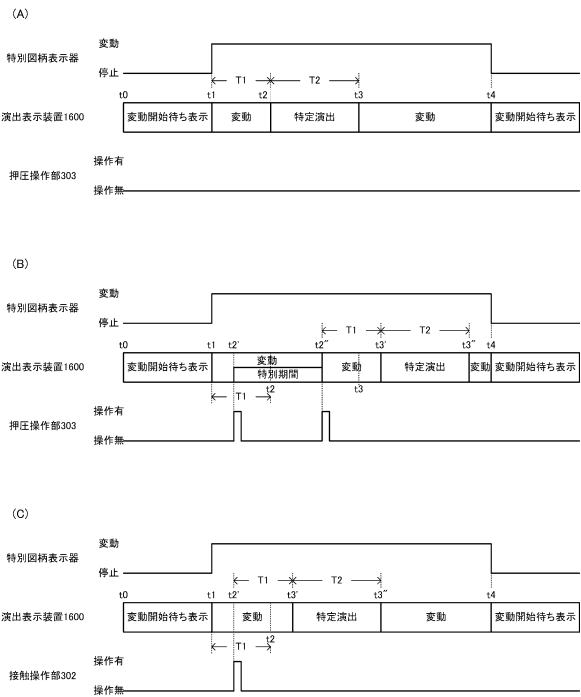 (A)
変動
特別図柄表示器
停止
T1 T2
t0 t1 t2 t3 t4
演出表示装置1600 変動開始待ち表示 変動 特定演出 変動 変動開始待ち表示
操作有
押圧操作部303
操作無
(B)
変動
特別図柄表示器
停止
T1 T2
t0 t1 t2' t2" t3' t3" t4
演出表示装置1600 変動開始待ち表示 変動 特別期間 変動 特定演出 変動 変動開始待ち表示
t2 t3
T1
操作有
押圧操作部303
操作無
(C)
変動
特別図柄表示器
停止
T1 T2
t0 t1 t2' t3' t3" t4
演出表示装置1600 変動開始待ち表示 変動 特定演出 変動 変動開始待ち表示
t2
T1
操作有
接触操作部302
操作無